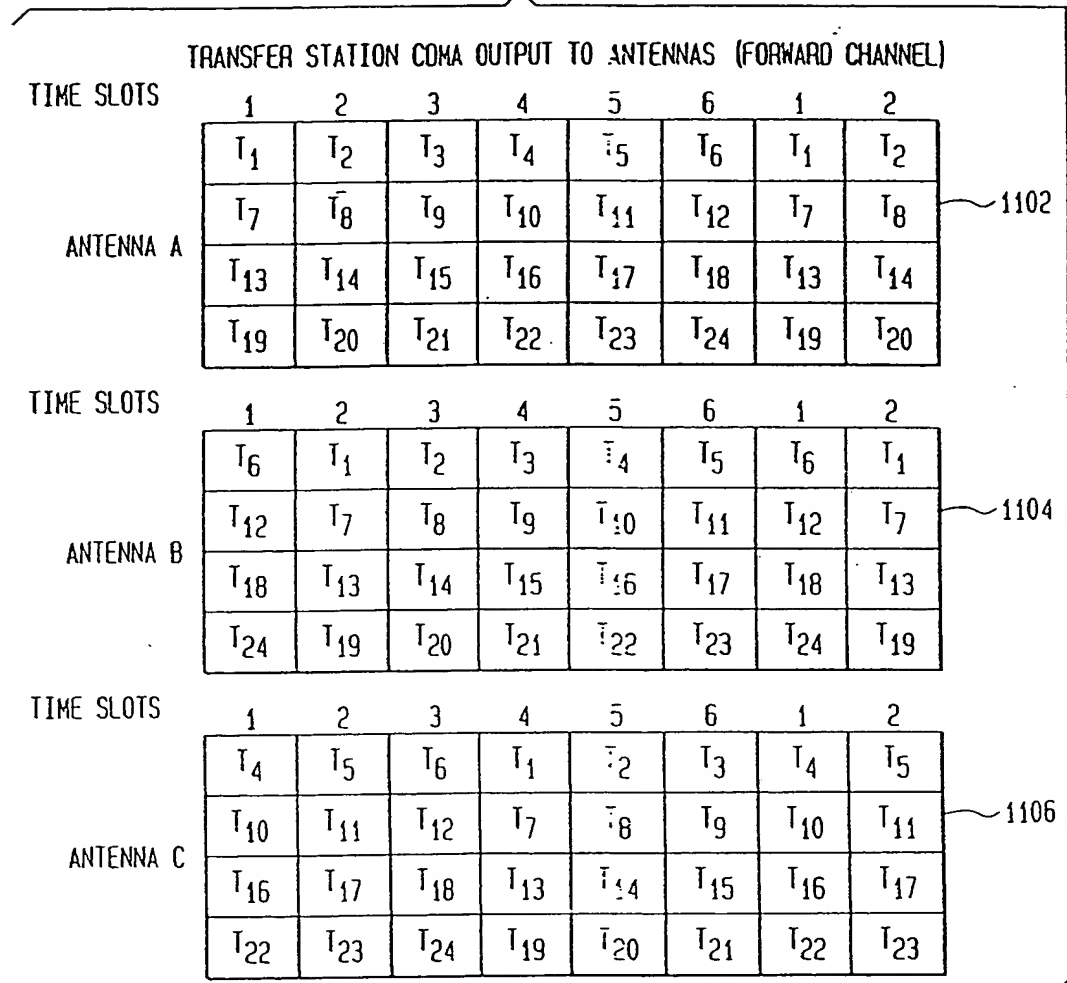 TRANSFER STATION CDMA OUTPUT TO ANTENNAS (FORWARD CHANNEL)
TIME SLOTS 1 2 3 4 5 6 1 2
T1 T2 T3 T4 T5 T6 T1 T2
T7 T8 T9 T10 T11 T12 T7 T8 1102
ANTENNA A
T13 T14 T15 T16 T17 T18 T13 T14
T19 T20 T21 T22 T23 T24 T19 T20
TIME SLOTS 1 2 3 4 5 6 1 2
T6 T1 T2 T3 T4 T5 T6 T1
T12 T7 T8 T9 T10 T11 T12 T7 1104
ANTENNA B
T18 T13 T14 T15 T16 T17 T18 T13
T24 T19 T20 T21 T22 T23 T24 T19
TIME SLOTS 1 2 3 4 5 6 1 2
T4 T5 T6 T1 T2 T3 T4 T5
T10 T11 T12 T7 T8 T9 T10 T11 1106
ANTENNA C
T16 T17 T18 T13 T14 T15 T16 T17
T22 T23 T24 T19 T20 T21 T22 T23